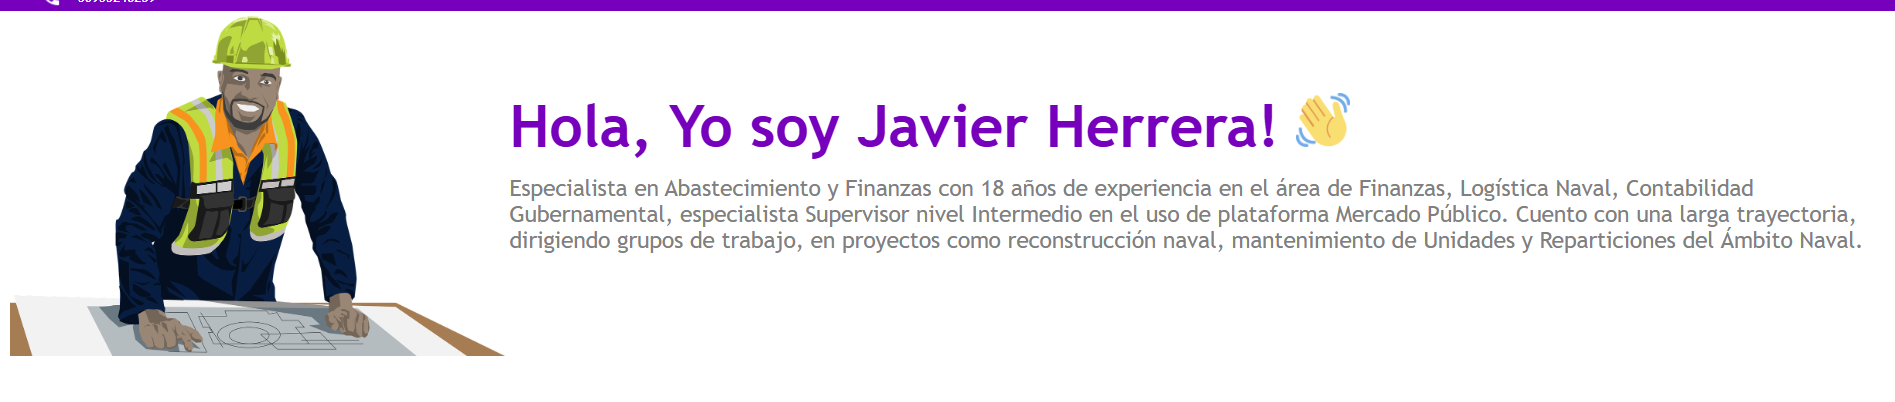 Hola, Yo soy Javier Herrera! 👋
Especialista en Abastecimiento y Finanzas con 18 años de experiencia en el área de Finanzas, Logística Naval, Contabilidad
Gubernamental, especialista Supervisor nivel Intermedio en el uso de plataforma Mercado Público. Cuento con una larga trayectoria,
dirigiendo grupos de trabajo, en proyectos como reconstrucción naval, mantenimiento de Unidades y Reparticiones del Ámbito Naval.